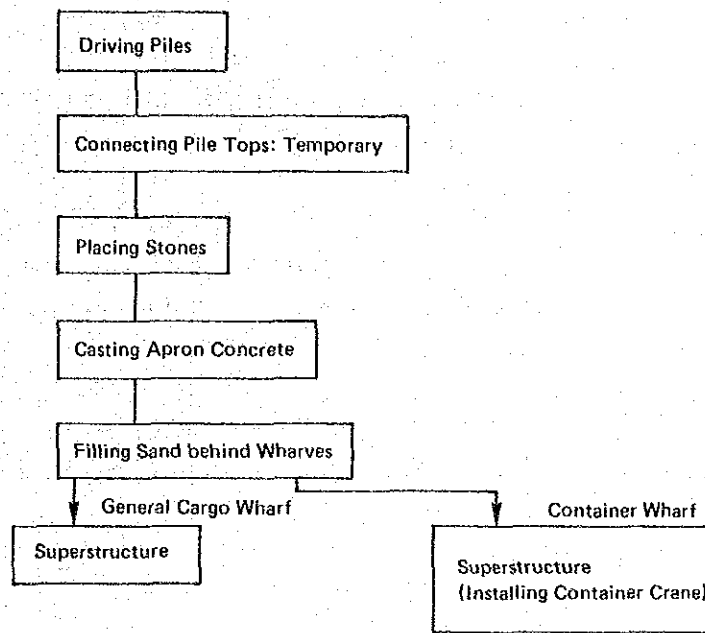 Driving Piles
Connecting Pile Tops: Temporary
Placing Stones
Casting Apron Concrete
Filling Sand behind Wharves
General Cargo Wharf
Container Wharf
Superstructure
Superstructure
(Installing Container Crane)